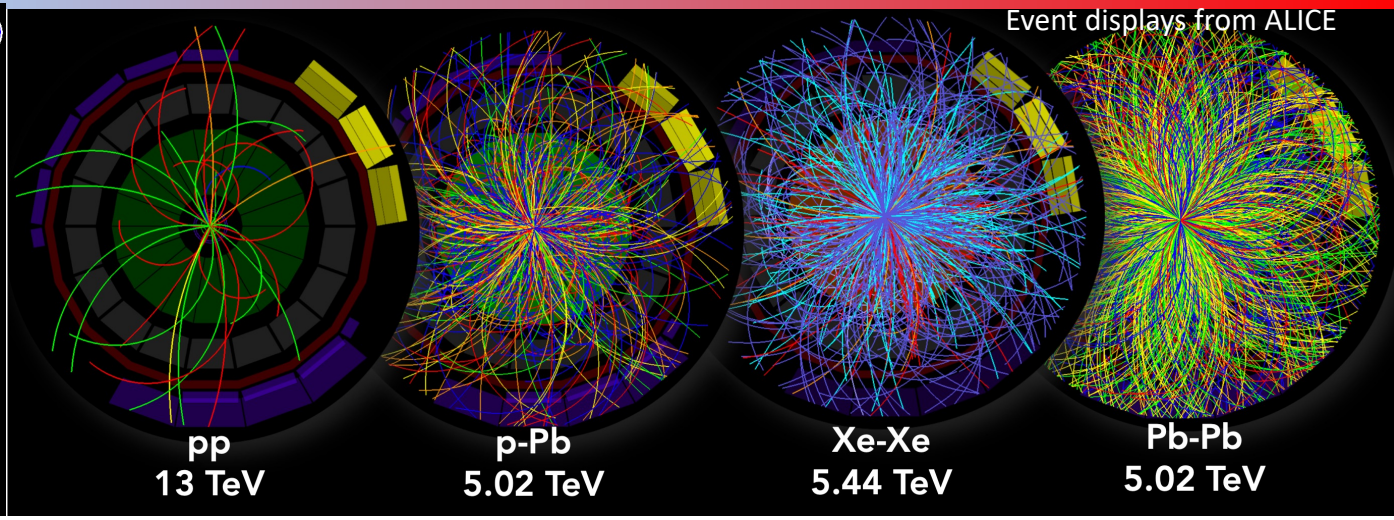 Event displays from ALICE
pp
13 TeV
p-Pb
5.02 TeV
Xe-Xe
5.44 TeV
Pb-Pb
5.02 TeV